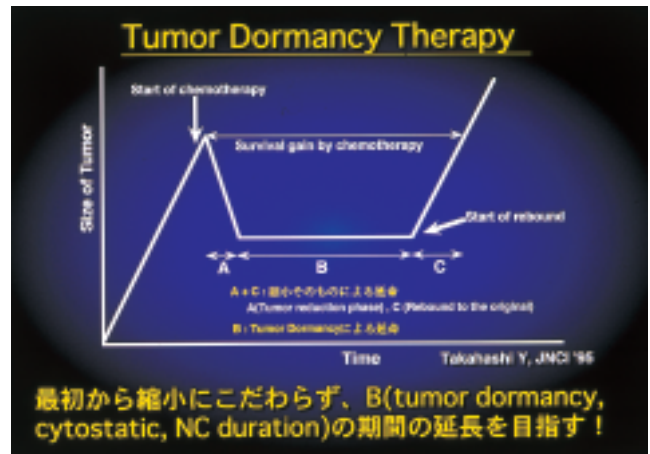 Tumor Dormancy Therapy
Start of chemotherapy
Survival gain by chemotherapy
Size of Tumor
Start of rebound
A B C
A + C : 縮小そのものによる延命
A(Tumor reduction phase) , C (Rebound to the original)
B : Tumor Dormancyによる延命
Time
Takahashi Y, JNCI '95
最初から縮小にこだわらず、B(tumor dormancy,
cytostatic, NC duration)の期間の延長を目指す!